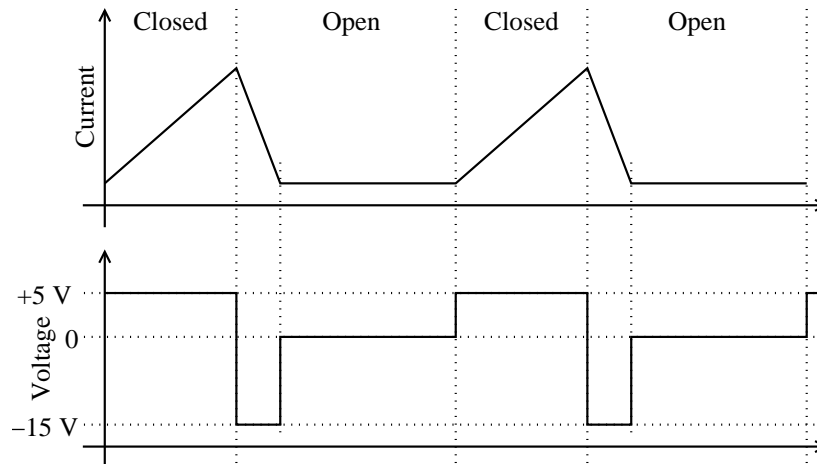 Closed Open Closed Open
Current
+5 V
0
−15 V
Voltage